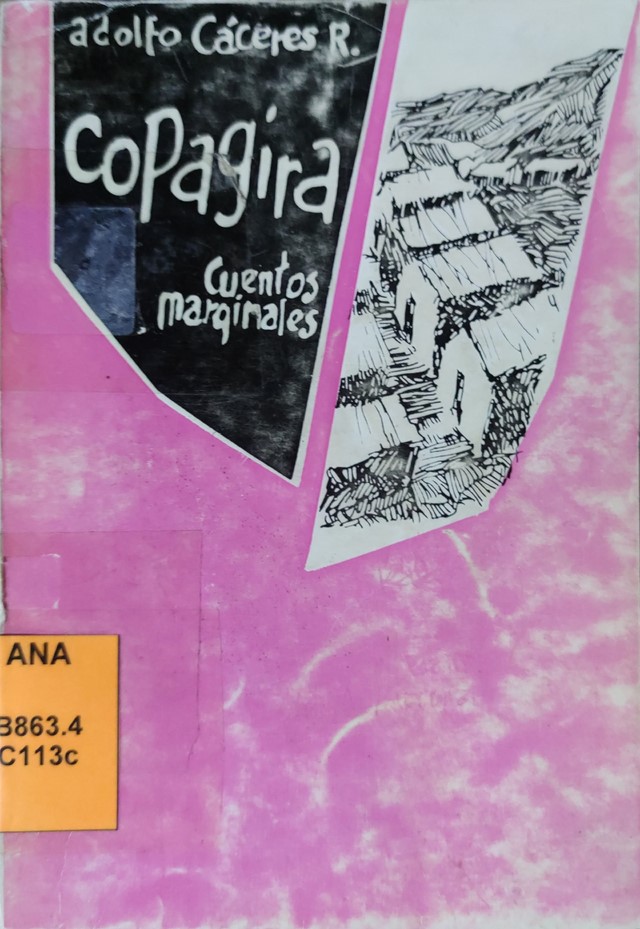 adolfo Cáceres R.
copagira
Cuentos
marginales
ANA
B863.4
C113c